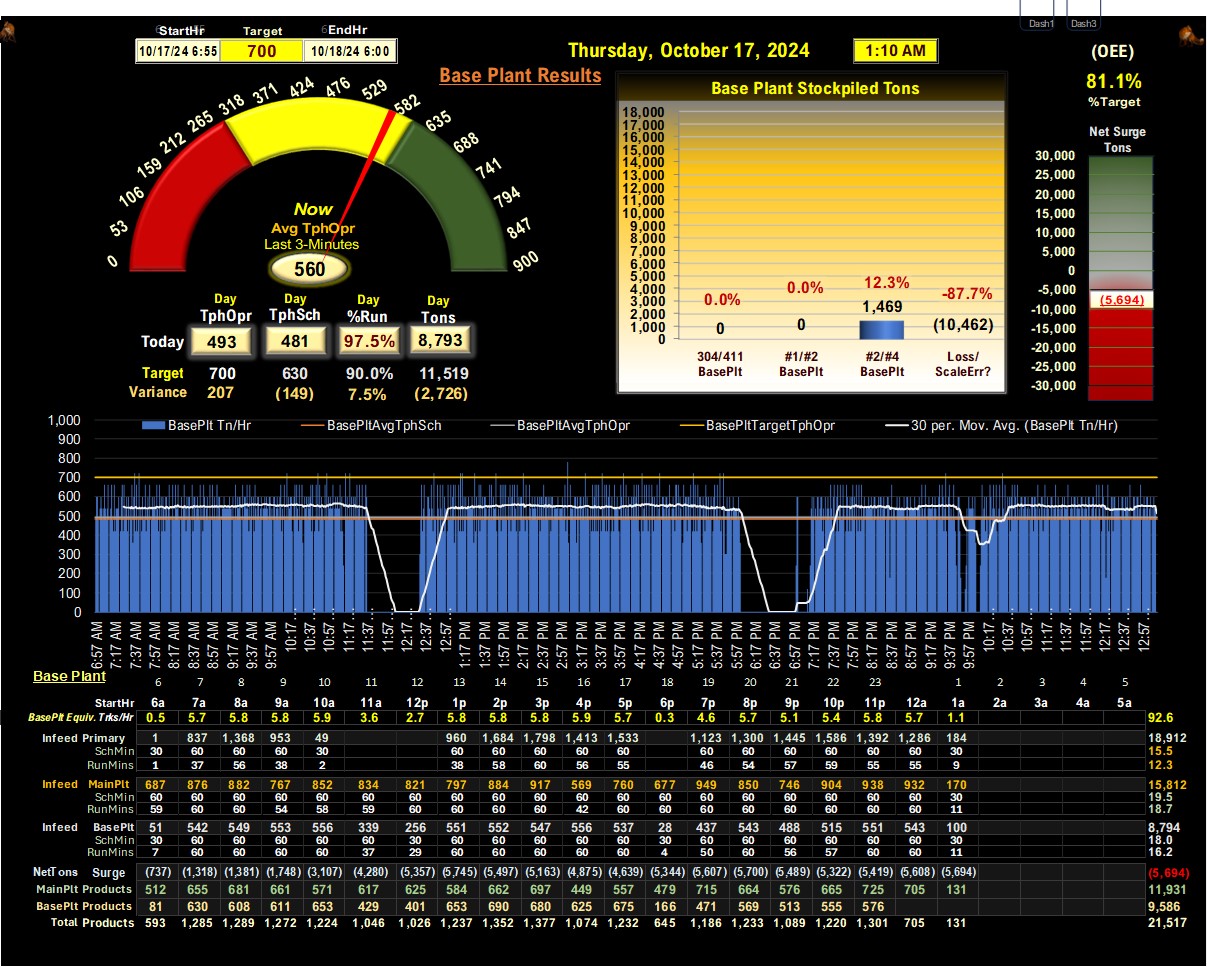 Dash1 Dash3
StartHr Target EndHr
10/17/24 6:55 700 10/18/24 6:00
Thursday, October 17, 2024 1:10 AM
(OEE)
81.1%
%Target
Base Plant Results
Base Plant Stockpiled Tons
Net Surge
Tons
0 53 106 159 212 265 318 371 424 476 529 582 635 688 741 794 847 900
Now
Avg TphOpr
Last 3-Minutes
560
Day Day Day Day
TphOpr TphSch %Run Tons
Today 493 481 97.5% 8,793
Target 700 630 90.0% 11,519
Variance 207 (149) 7.5% (2,726)
18,000
17,000
16,000
15,000
14,000
13,000
12,000
11,000
10,000
9,000
8,000
7,000
6,000
5,000
4,000
3,000
2,000
1,000
0
0.0% 0.0% 12.3% -87.7%
0 0 1,469 (10,462)
304/411 #1/#2 #2/#4 Loss/
BasePlt BasePlt BasePlt ScaleErr?
30,000
25,000
20,000
15,000
10,000
5,000
0
-5,000
(5,694)
-10,000
-15,000
-20,000
-25,000
-30,000
BasePlt Tn/Hr BasePltAvgTphSch BasePltAvgTphOpr BasePltTargetTphOpr 30 per. Mov. Avg. (BasePlt Tn/Hr)
1,000
900
800
700
600
500
400
300
200
100
0
6:57 AM 7:17 AM 7:37 AM 7:57 AM 8:17 AM 8:37 AM 8:57 AM 9:17 AM 9:37 AM 9:57 AM 10:17... 10:37... 10:57... 11:17... 11:37... 11:57... 12:17... 12:37... 12:57... 1:17 PM 1:37 PM 1:57 PM 2:17 PM 2:37 PM 2:57 PM 3:17 PM 3:37 PM 3:57 PM 4:17 PM 4:37 PM 4:57 PM 5:17 PM 5:37 PM 5:57 PM 6:17 PM 6:37 PM 6:57 PM 7:17 PM 7:37 PM 7:57 PM 8:17 PM 8:37 PM 8:57 PM 9:17 PM 9:37 PM 9:57 PM 10:17... 10:37... 10:57... 11:17... 11:37... 11:57... 12:17... 12:37... 12:57...
Base Plant
6 7 8 9 10 11 12 13 14 15 16 17 18 19 20 21 22 23 1 2 3 4 5
StartHr 6a 7a 8a 9a 10a 11a 12p 1p 2p 3p 4p 5p 6p 7p 8p 9p 10p 11p 12a 1a 2a 3a 4a 5a
BasePlt Equiv. Trks/Hr 0.5 5.7 5.8 5.8 5.9 3.6 2.7 5.8 5.8 5.8 5.9 5.7 0.3 4.6 5.7 5.1 5.4 5.8 5.7 1.1 92.6
Infeed Primary 1 837 1,368 953 49 960 1,684 1,798 1,413 1,533 1,123 1,300 1,445 1,586 1,392 1,286 184 18,912
SchMin 30 60 60 60 30 60 60 60 60 60 60 60 60 60 60 60 30 15.5
RunMins 1 37 56 38 2 38 58 60 56 55 46 54 57 59 55 55 9 12.3
Infeed MainPlt 687 876 882 767 852 834 821 797 884 917 569 760 677 949 850 746 904 938 932 170 15,812
SchMin 60 60 60 60 60 60 60 60 60 60 60 60 60 60 60 60 60 60 60 30 19.5
RunMins 59 60 60 54 58 59 60 60 60 60 42 60 60 60 60 60 60 60 60 11 18.7
Infeed BasePlt 51 542 549 553 556 339 256 551 552 547 556 537 28 437 543 488 515 551 543 100 8,794
SchMin 30 60 60 60 60 30 30 60 60 60 60 60 30 60 60 60 60 60 60 30 18.0
RunMins 7 60 60 60 60 37 29 60 60 60 60 60 4 50 60 56 57 60 60 11 16.2
NetTons Surge (737) (1,318) (1,381) (1,748) (3,107) (4,280) (5,357) (5,745) (5,497) (5,163) (4,875) (4,639) (5,344) (5,607) (5,700) (5,489) (5,322) (5,419) (5,608) (5,694) (5,694)
MainPlt Products 512 655 681 661 571 617 625 584 662 697 449 557 479 715 664 576 665 725 705 131 11,931
BasePlt Products 81 630 608 611 653 429 401 653 690 680 625 675 166 471 569 513 555 576 9,586
Total Products 593 1,285 1,289 1,272 1,224 1,046 1,026 1,237 1,352 1,377 1,074 1,232 645 1,186 1,233 1,089 1,220 1,301 705 131 21,517